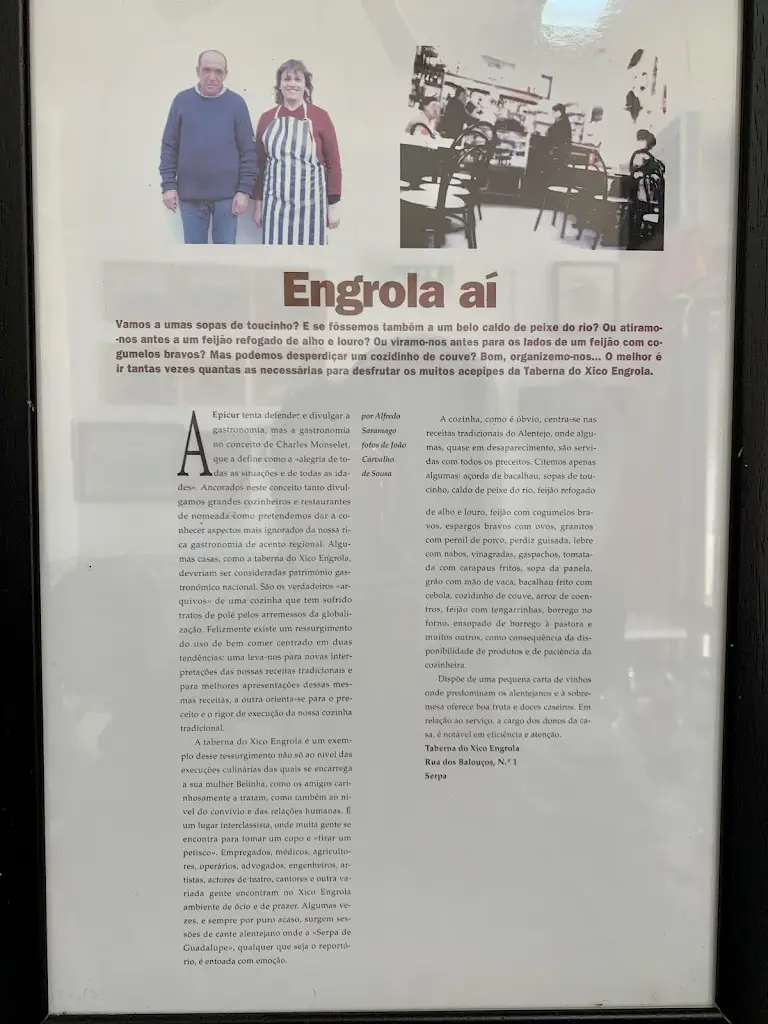 Engrola aí
Vamos a umas sopas de toucinho? E se fôssemos também a um belo caldo de peixe do rio? Ou atiramo-
-nos antes a um feijão refogado de alho e louro? Ou viramo-nos antes para os lados de um feijão com co-
gumelos bravos? Mas podemos desperdiçar um cozidinho de couve? Bom, organizemo-nos... O melhor é
ir tantas vezes quantas as necessárias para desfrutar os muitos acepipes da Taberna do Xico Engrola.
A Epicur tenta defender e divulgar a
gastronomia, mas a gastronomia
no conceito de Charles Monselet,
que a define como a «alegria de to-
das as situações e de todas as ida-
des». Ancorados neste conceito tanto divul-
gamos grandes cozinheiros e restaurantes
de nomeada como pretendemos dar a co-
nhecer aspectos mais ignorados da nossa ri-
ca gastronomia de acento regional. Algu-
mas casas, como a taberna do Xico Engrola,
deveriam ser consideradas património gas-
tronómico nacional. São os verdadeiros «ar-
quivos» de uma cozinha que tem sofrido
tratos de polé pelos arremessos da globali-
zação. Felizmente existe um ressurgimento
do uso de bem comer centrado em duas
tendências: uma leva-nos para novas inter-
pretações das nossas receitas tradicionais e
para melhores apresentações dessas mes-
mas receitas, a outra orienta-se para o pre-
ceito e o rigor de execução da nossa cozinha
tradicional.
A taberna do Xico Engrola é um exem-
plo desse ressurgimento não só ao nível das
execuções culinárias das quais se encarrega
a sua mulher Belinha, como os amigos cari-
nhosamente a tratam, como também ao ní-
vel do convívio e das relações humanas. É
um lugar interclassista, onde muita gente se
encontra para tomar um copo e «tirar um
petisco». Empregados, médicos, agriculto-
res, operários, advogados, engenheiros, ar-
tistas, actores de teatro, cantores e outra va-
riada gente encontram no Xico Engrola
ambiente de ócio e de prazer. Algumas ve-
zes, e sempre por puro acaso, surgem ses-
sões de cante alentejano onde a «Serpa de
Guadalupe», qualquer que seja o reportó-
rio, é entoada com emoção.
por Alfredo
Saramago
fotos de João
Carvalho
de Sousa
A cozinha, como é óbvio, centra-se nas
receitas tradicionais do Alentejo, onde algu-
mas, quase em desaparecimento, são servi-
das com todos os preceitos. Citemos apenas
algumas: açorda de bacalhau, sopas de tou-
cinho, caldo de peixe do rio, feijão refogado
de alho e louro, feijão com cogumelos bra-
vos, espargos bravos com ovos, granitos
com pernil de porco, perdiz guisada, lebre
com nabos, vinagradas, gaspachos, tomata-
da com carapaus fritos, sopa da panela,
grão com mão de vaca, bacalhau frito com
cebola, cozidinho de couve, arroz de coen-
tros, feijão com tengarrinhas, borrego no
forno, ensopado de borrego à pastora e
muitos outros, como consequência da dis-
ponibilidade de produtos e de paciência da
cozinheira.
Dispõe de uma pequena carta de vinhos
onde predominam os alentejanos e à sobre-
mesa oferece boa fruta e doces caseiros. Em
relação ao serviço, a cargo dos donos da ca-
sa, é notável em eficiência e atenção.
Taberna do Xico Engrola
Rua dos Balouços, N.º 1
Serpa